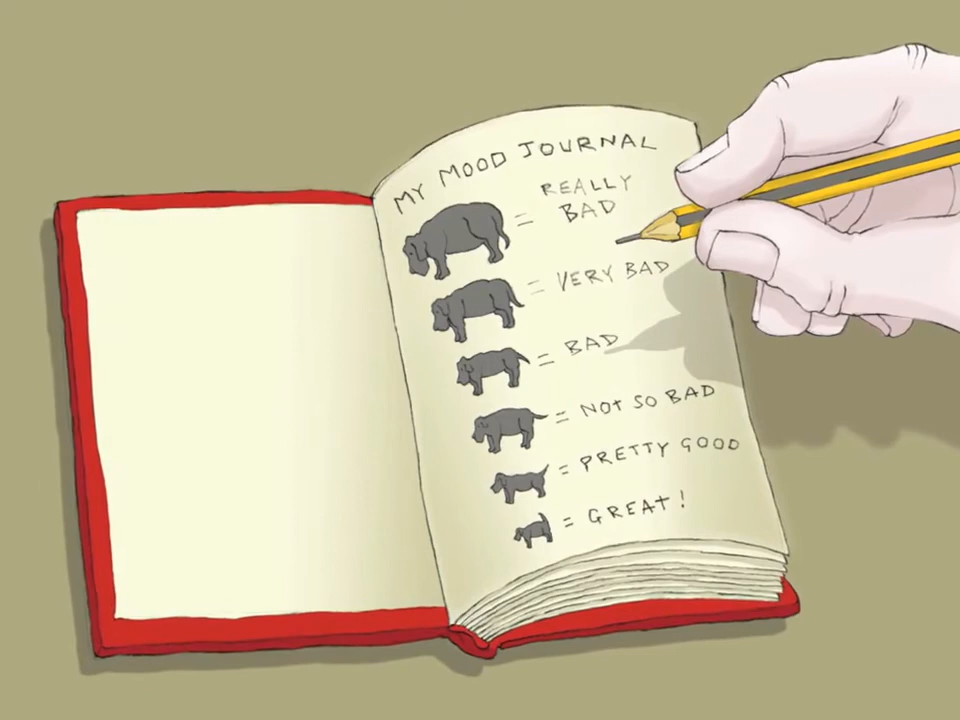 MY MOOD JOURNAL
= REALLY
BAD
= VERY BAD
= BAD
= NOt SO BAD
= PRETTY GOOD
= GREAT!